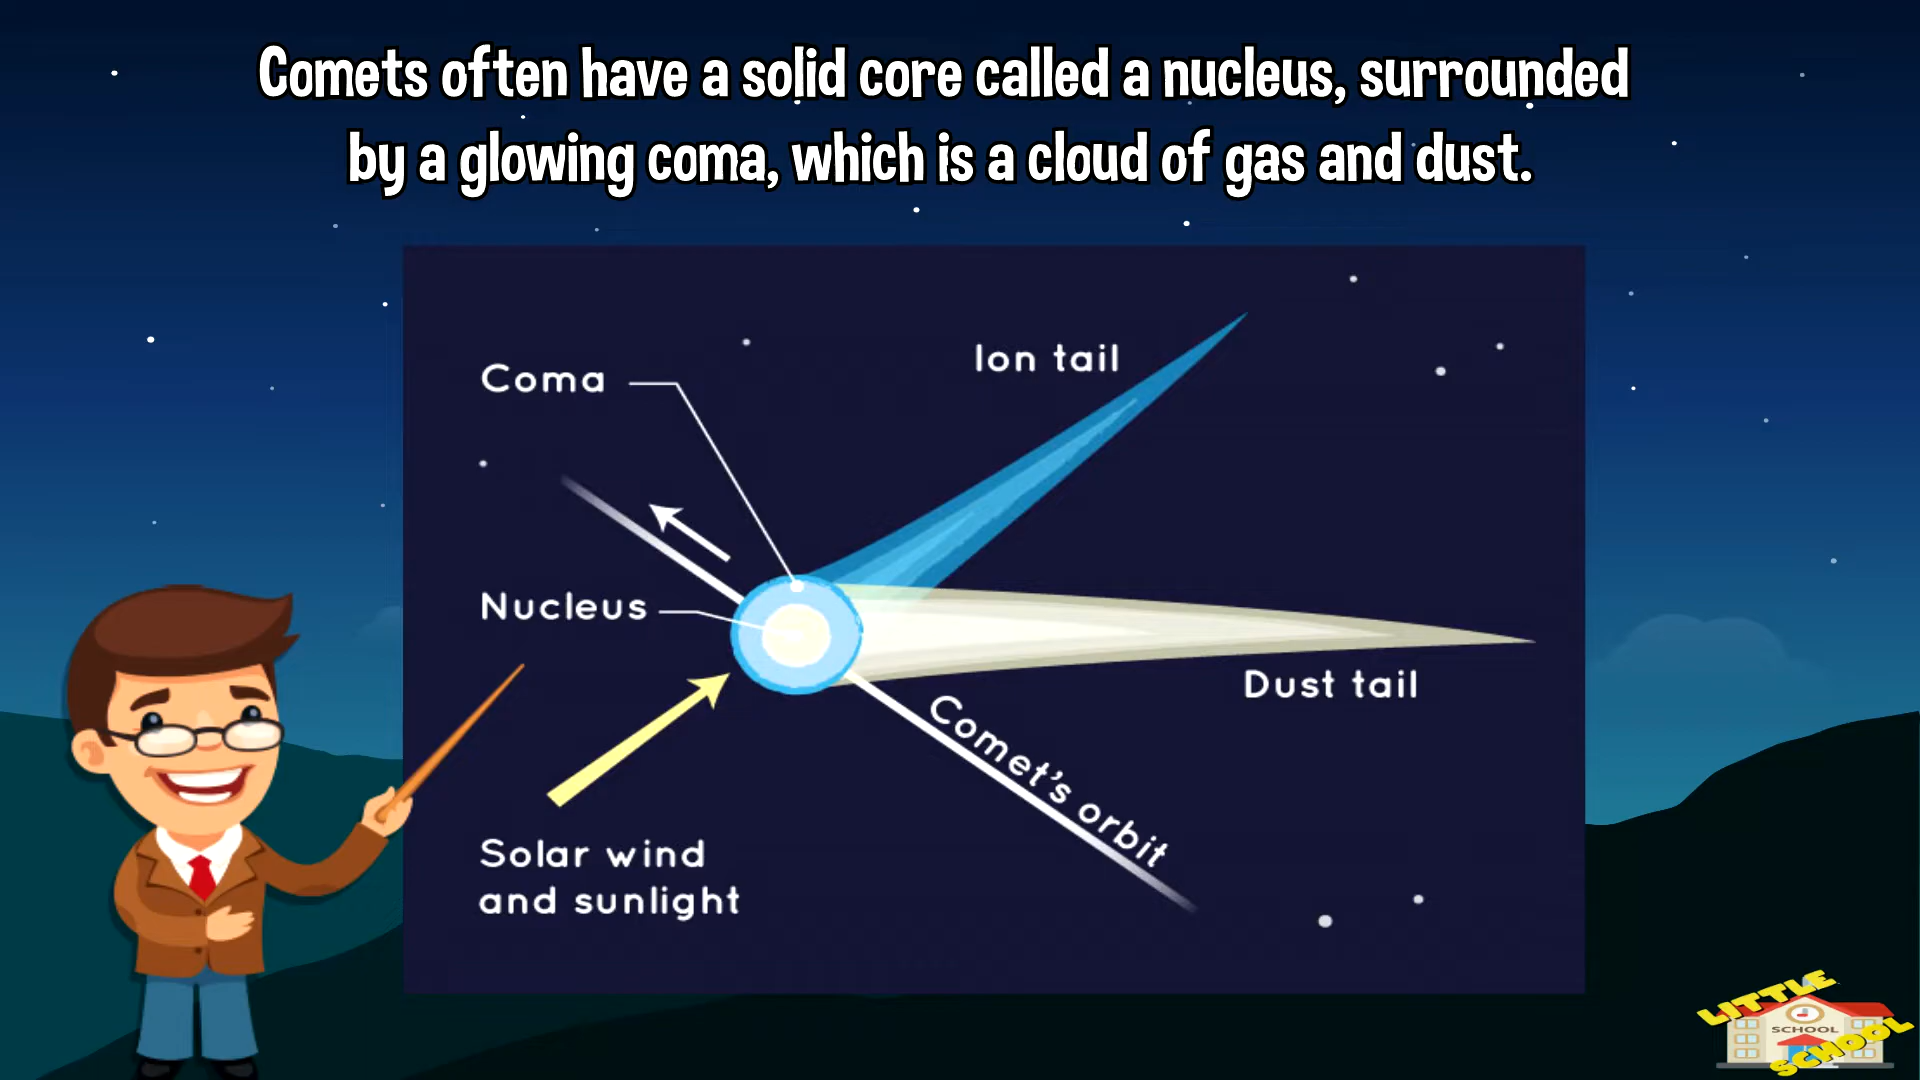 Comets often have a solid core called a nucleus, surrounded
by a glowing coma, which is a cloud of gas and dust.
Ion tail
Coma
Nucleus
Dust tail
Comet's orbit
Solar wind
and sunlight
LITTLE
SCHOOL
SCHOOL